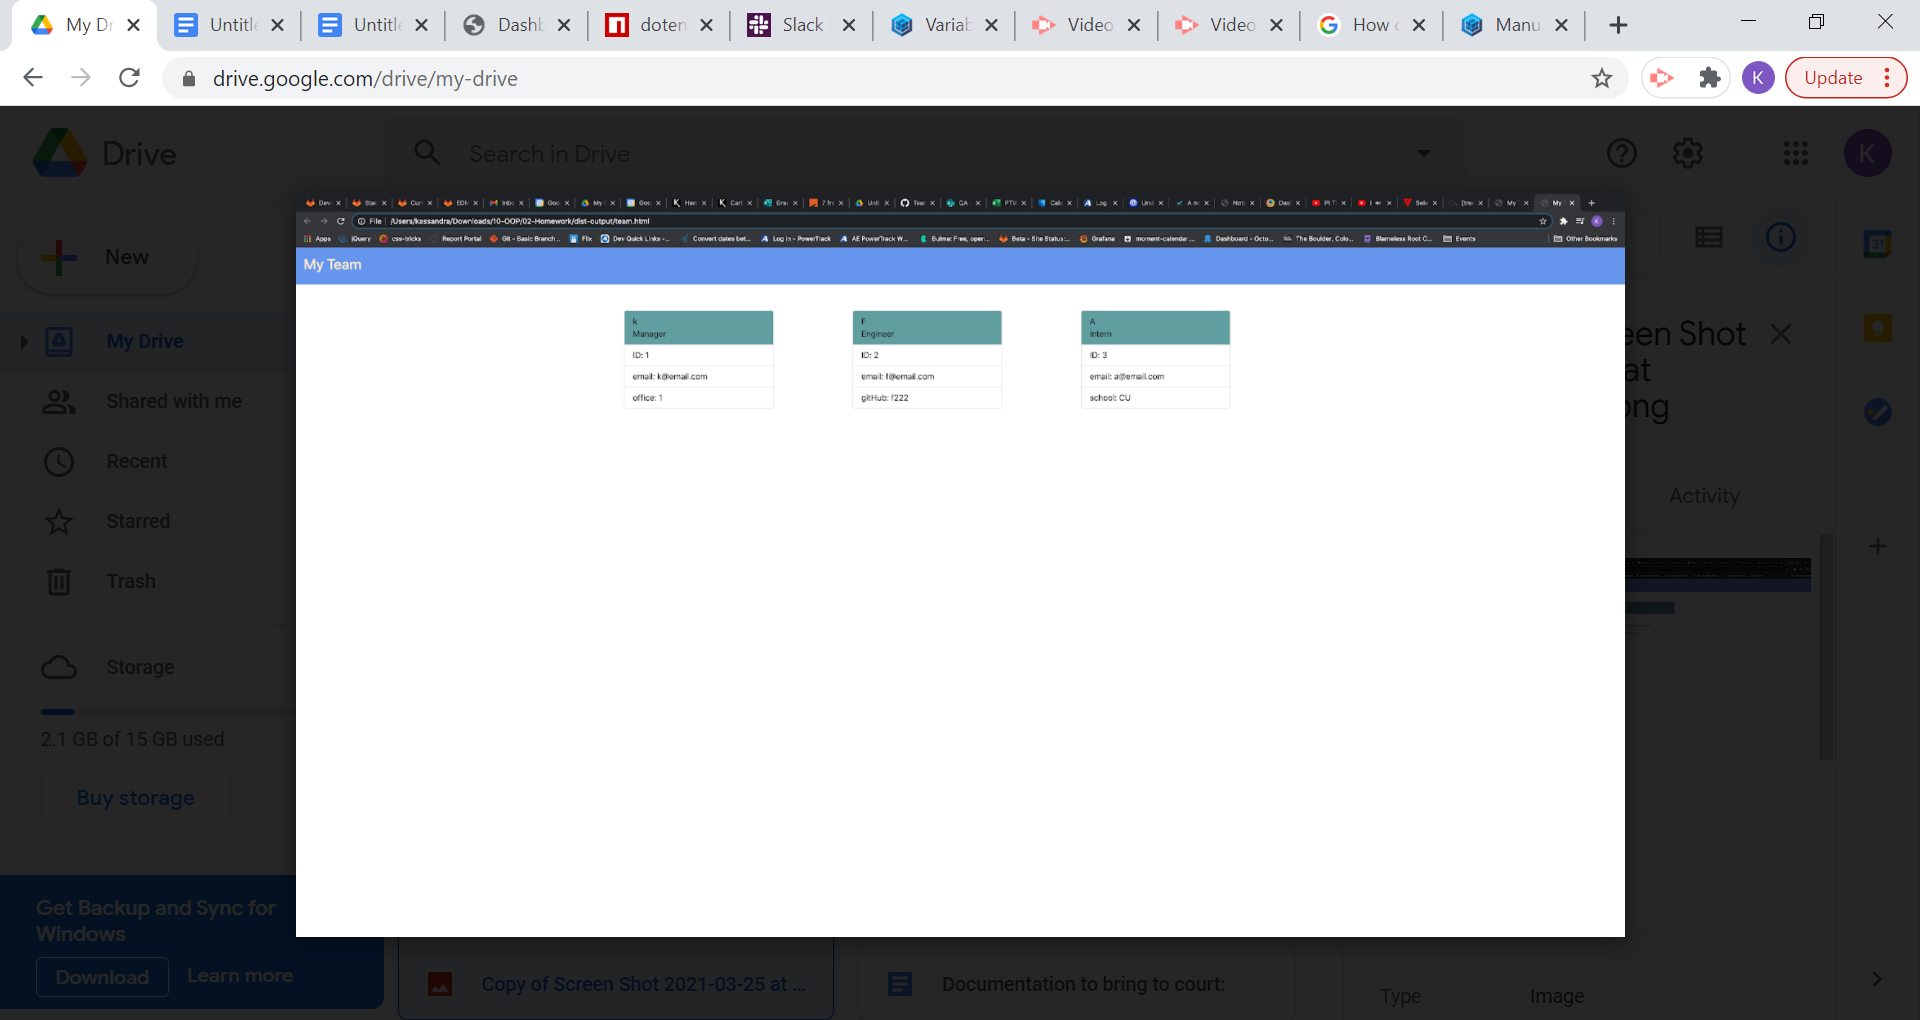 My Dr
Untitle
Untitle
Dashb
doten
Slack
Variab
Video
Video
How c
Manu
drive.google.com/drive/my-drive
K
Update
Drive
Search in Drive
K
New
My Drive
Shared with me
Recent
Starred
Trash
Storage
2.1 GB of 15 GB used
Buy storage
Get Backup and Sync for
Windows
Download
Learn more
File
/Users/kassandra/Downloads/10-OOP/02-Homework/dist-output/team.html
Apps
jQuery
css-tricks
Report Portal
Git - Basic Branch...
Flix
Dev Quick Links -...
Convert dates bet...
Log in - PowerTrack
AE PowerTrack W...
Bulma: Free, open...
Beta - Site Status:...
Grafana
moment-calendar...
Dashboard - Octo...
The Boulder, Colo...
Blameless Root C...
Events
Other Bookmarks
My Team
k
Manager
ID: 1
email: k@email.com
office: 1
F
Engineer
ID: 2
email: f@email.com
gitHub: f222
A
Intern
ID: 3
email: a@email.com
school: CU
een Shot
at
png
Activity
31
Copy of Screen Shot 2021-03-25 at ...
Documentation to bring to court:
Type
Image